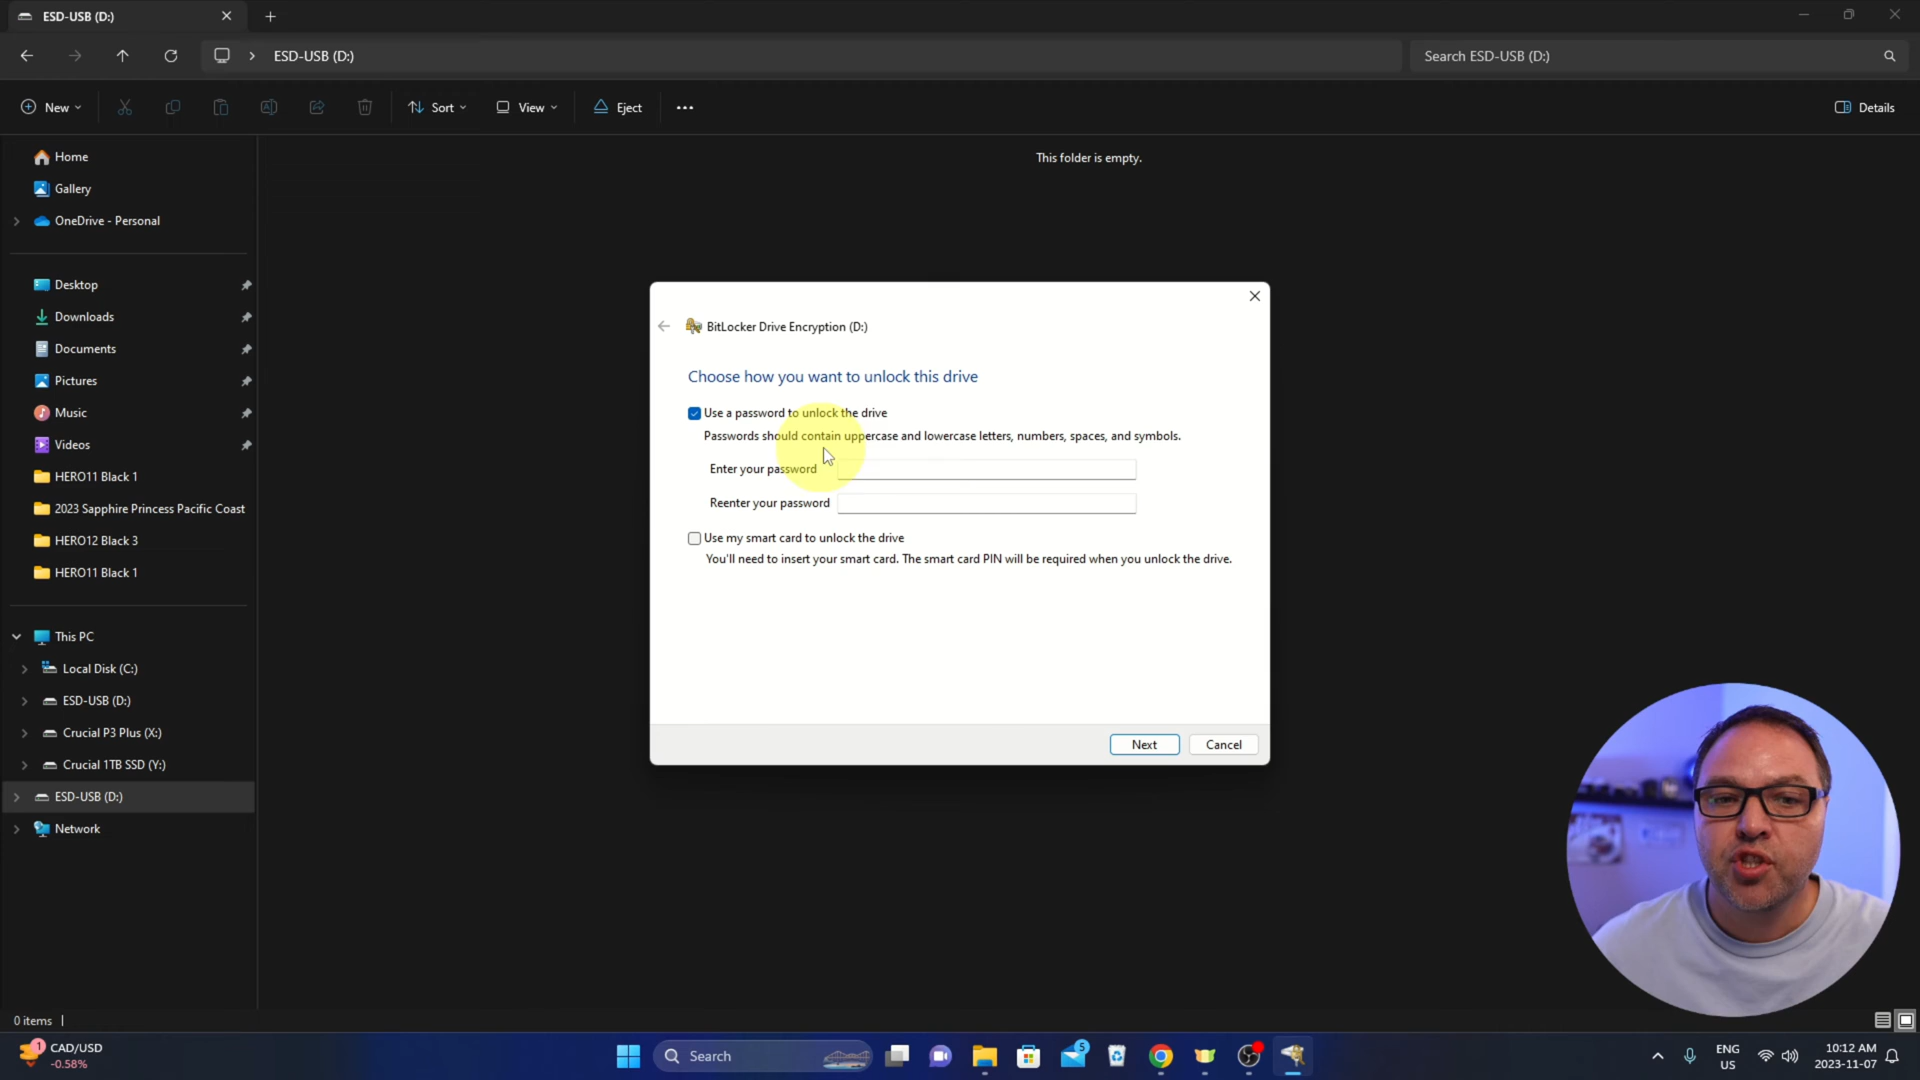 ESD-USB (D:)
ESD-USB (D:)
Search ESD-USB (D:)
New
Sort
View
Eject
Details
Home
Gallery
OneDrive - Personal
Desktop
Downloads
Documents
Pictures
Music
Videos
HERO11 Black 1
2023 Sapphire Princess Pacific Coast
HERO12 Black 3
HERO11 Black 1
This PC
Local Disk (C:)
ESD-USB (D:)
Crucial P3 Plus (X:)
Crucial 1TB SSD (Y:)
ESD-USB (D:)
Network
This folder is empty.
BitLocker Drive Encryption (D:)
Choose how you want to unlock this drive
Use a password to unlock the drive
Passwords should contain uppercase and lowercase letters, numbers, spaces, and symbols.
Enter your password
Reenter your password
Use my smart card to unlock the drive
You'll need to insert your smart card. The smart card PIN will be required when you unlock the drive.
Next
Cancel
0 items
1
CAD/USD
-0.58%
Search
5
ENG
US
10:12 AM
2023-11-07